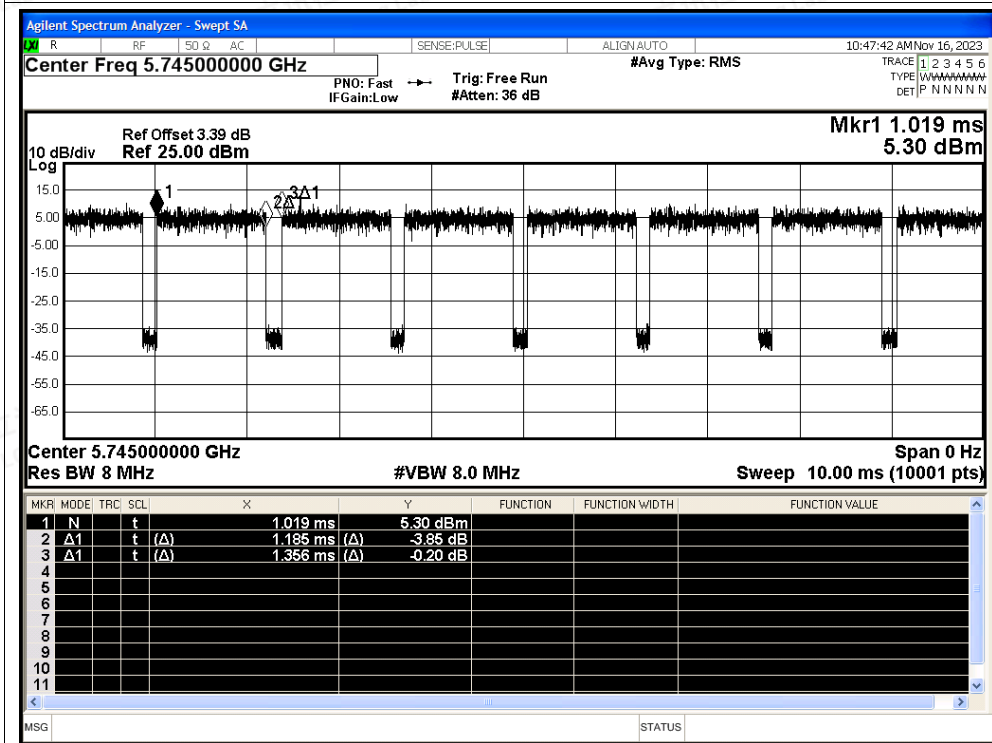 Agilent Spectrum Analyzer - Swept SA
LXI R RF 50 Ω AC SENSE:PULSE ALIGN AUTO 10:47:42 AM Nov 16, 2023
Center Freq 5.745000000 GHz #Avg Type: RMS TRACE 1 2 3 4 5 6
PNO: Fast Trig: Free Run TYPE
IFGain:Low #Atten: 36 dB DET P N N N N N
Mkr1 1.019 ms
Ref Offset 3.39 dB
10 dB/div Ref 25.00 dBm 5.30 dBm
Log
15.0
1 2Δ1 3Δ1
5.00
-5.00
-15.0
-25.0
-35.0
-45.0
-55.0
-65.0
Center 5.745000000 GHz Span 0 Hz
Res BW 8 MHz #VBW 8.0 MHz Sweep 10.00 ms (10001 pts)
MKR MODE TRC SCL X Y FUNCTION FUNCTION WIDTH FUNCTION VALUE
1 N t 1.019 ms 5.30 dBm
2 Δ1 t (Δ) 1.185 ms (Δ) -3.85 dB
3 Δ1 t (Δ) 1.356 ms (Δ) -0.20 dB
4
5
6
7
8
9
10
11
MSG STATUS